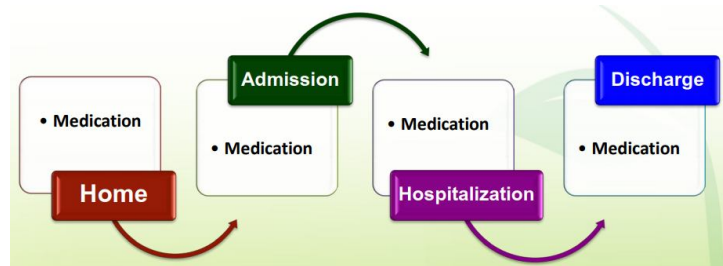 • Medication
Home
Admission
• Medication
• Medication
Hospitalization
Discharge
• Medication